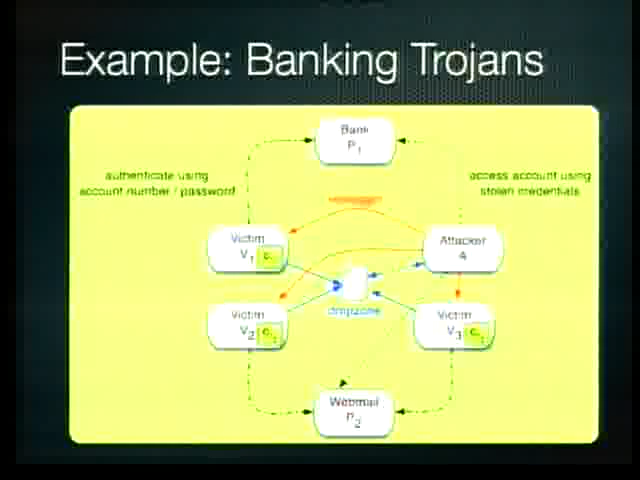 Example: Banking Trojans
Bank
P1
authenticate using
account number / password
access account using
stolen credentials
Victim
V1
Attacker
A
dropzone
Victim
V2
Victim
V3
Webmail
P2